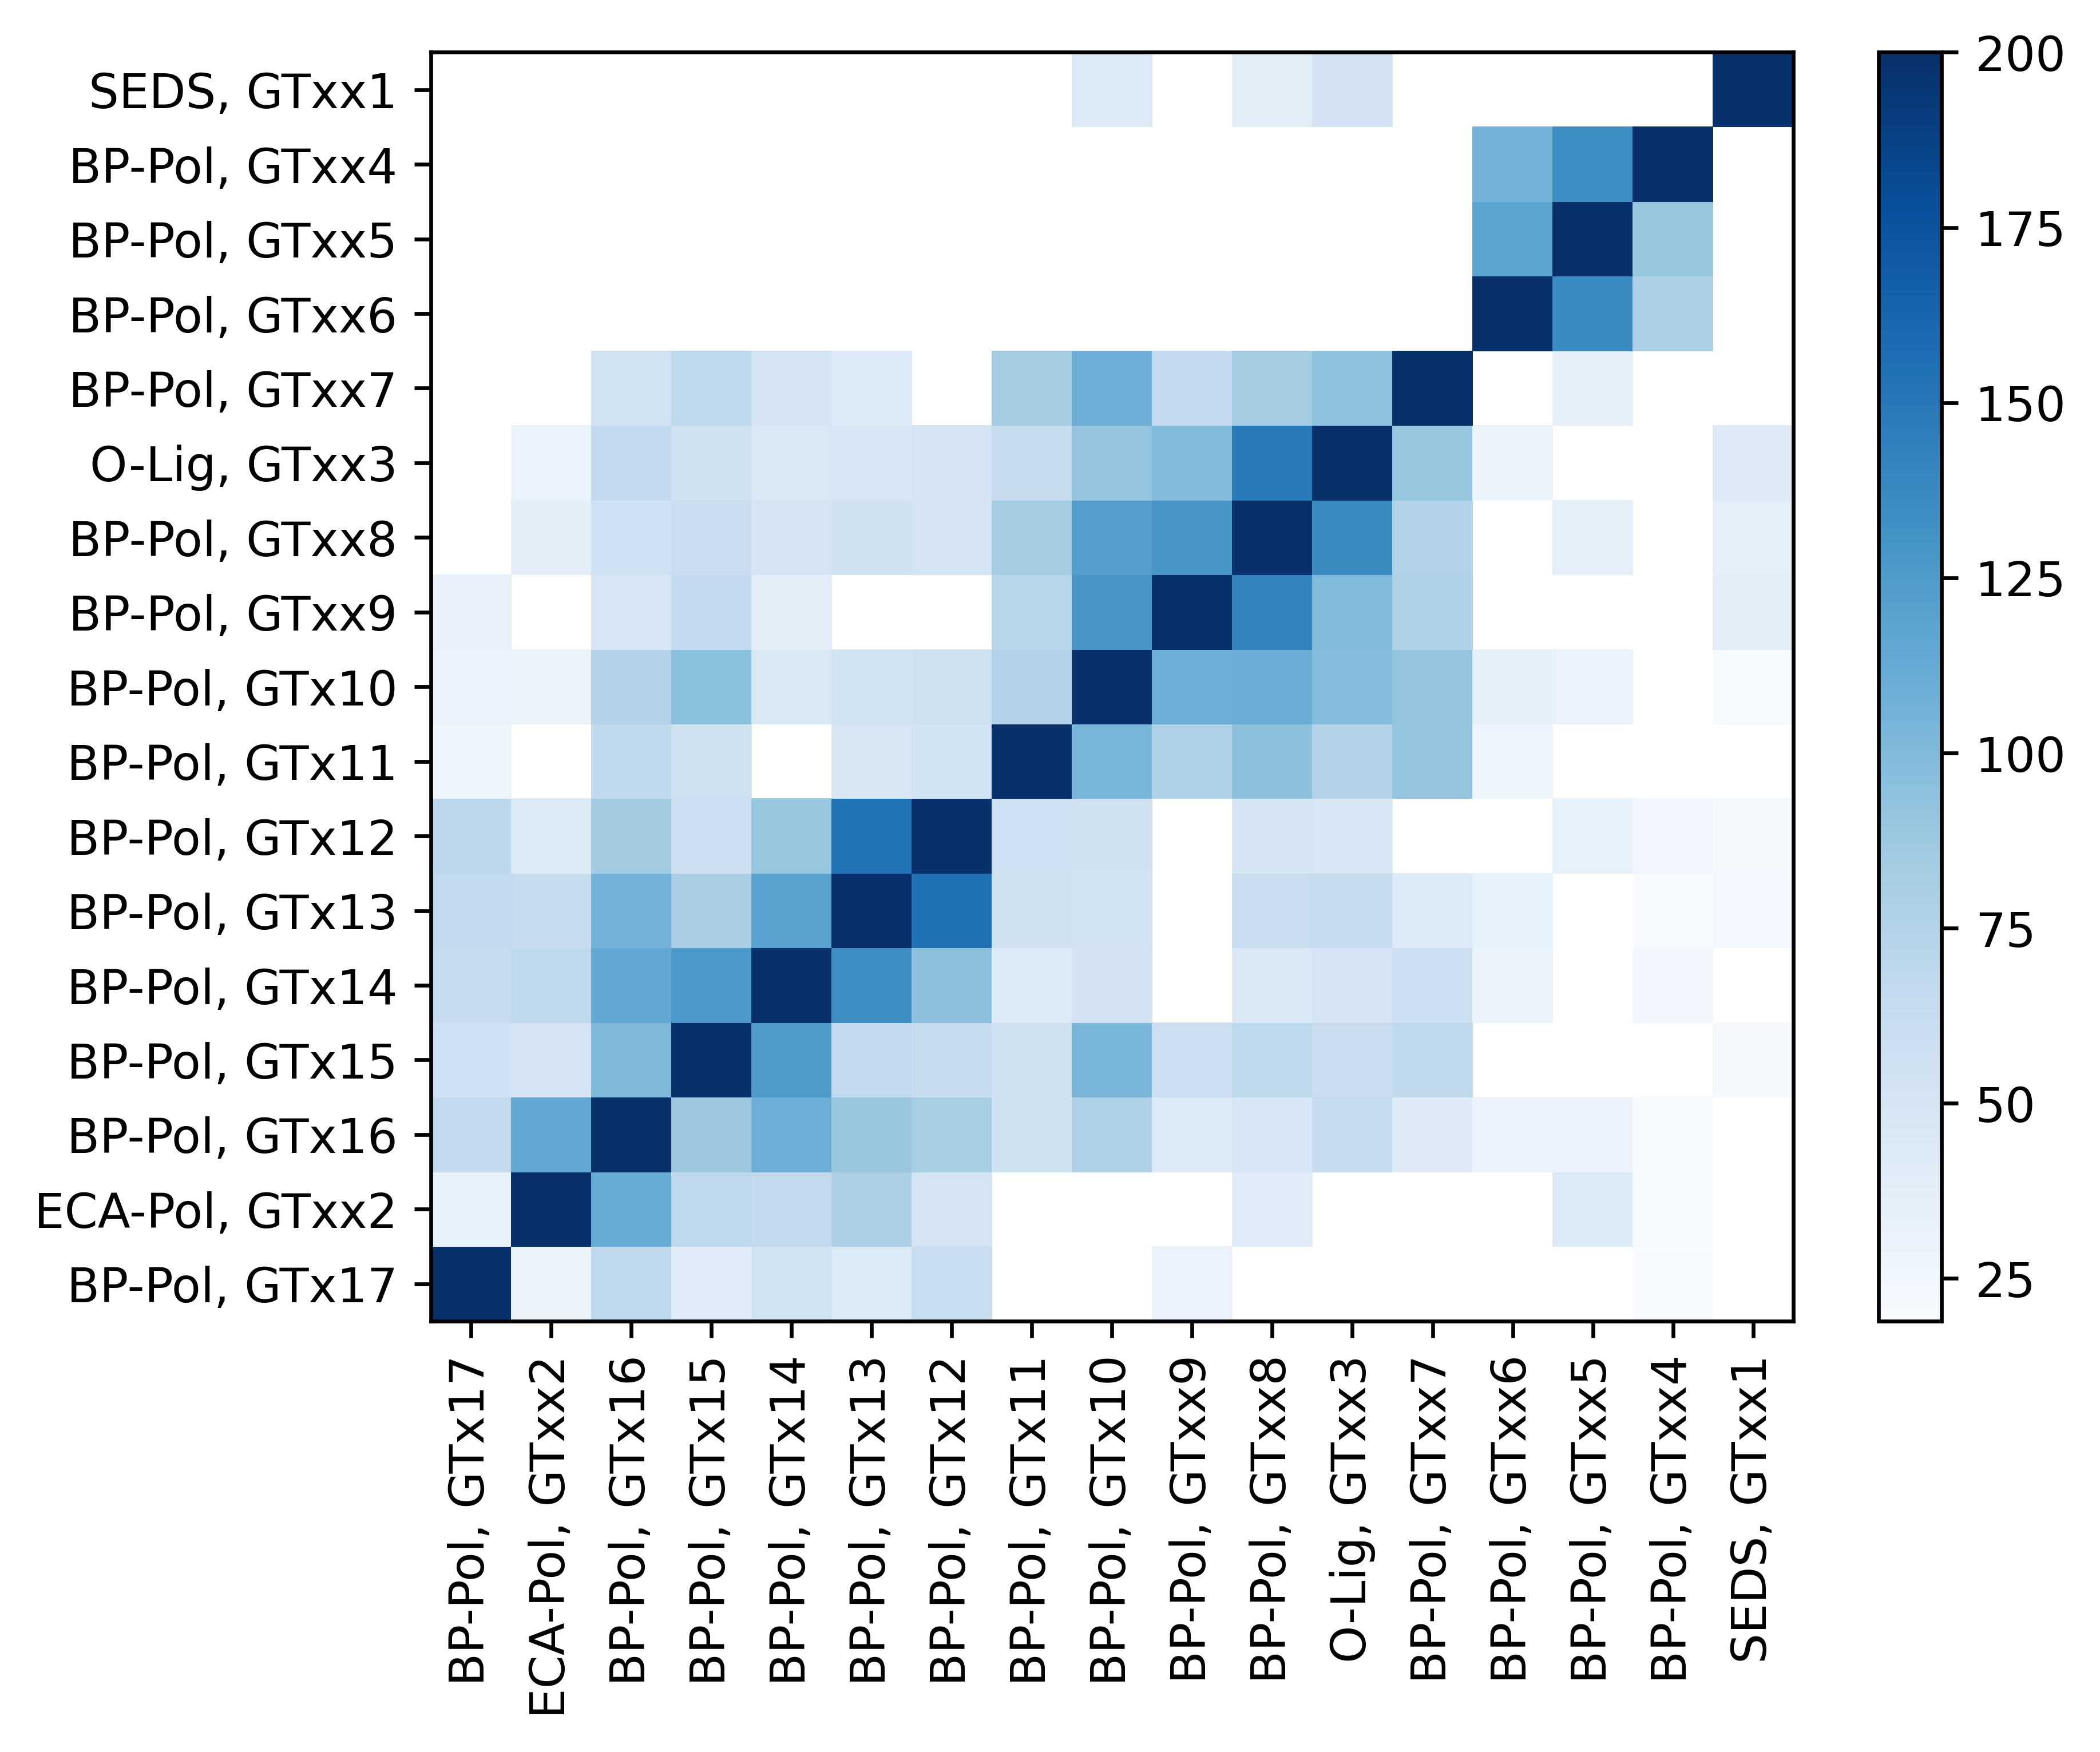 SEDS, GTxx1
BP-Pol, GTxx4
BP-Pol, GTxx5
BP-Pol, GTxx6
BP-Pol, GTxx7
O-Lig, GTxx3
BP-Pol, GTxx8
BP-Pol, GTxx9
BP-Pol, GTx10
BP-Pol, GTx11
BP-Pol, GTx12
BP-Pol, GTx13
BP-Pol, GTx14
BP-Pol, GTx15
BP-Pol, GTx16
ECA-Pol, GTxx2
BP-Pol, GTx17
BP-Pol, GTx17
ECA-Pol, GTxx2
BP-Pol, GTx16
BP-Pol, GTx15
BP-Pol, GTx14
BP-Pol, GTx13
BP-Pol, GTx12
BP-Pol, GTx11
BP-Pol, GTx10
BP-Pol, GTxx9
BP-Pol, GTxx8
O-Lig, GTxx3
BP-Pol, GTxx7
BP-Pol, GTxx6
BP-Pol, GTxx5
BP-Pol, GTxx4
SEDS, GTxx1
200
175
150
125
100
75
50
25